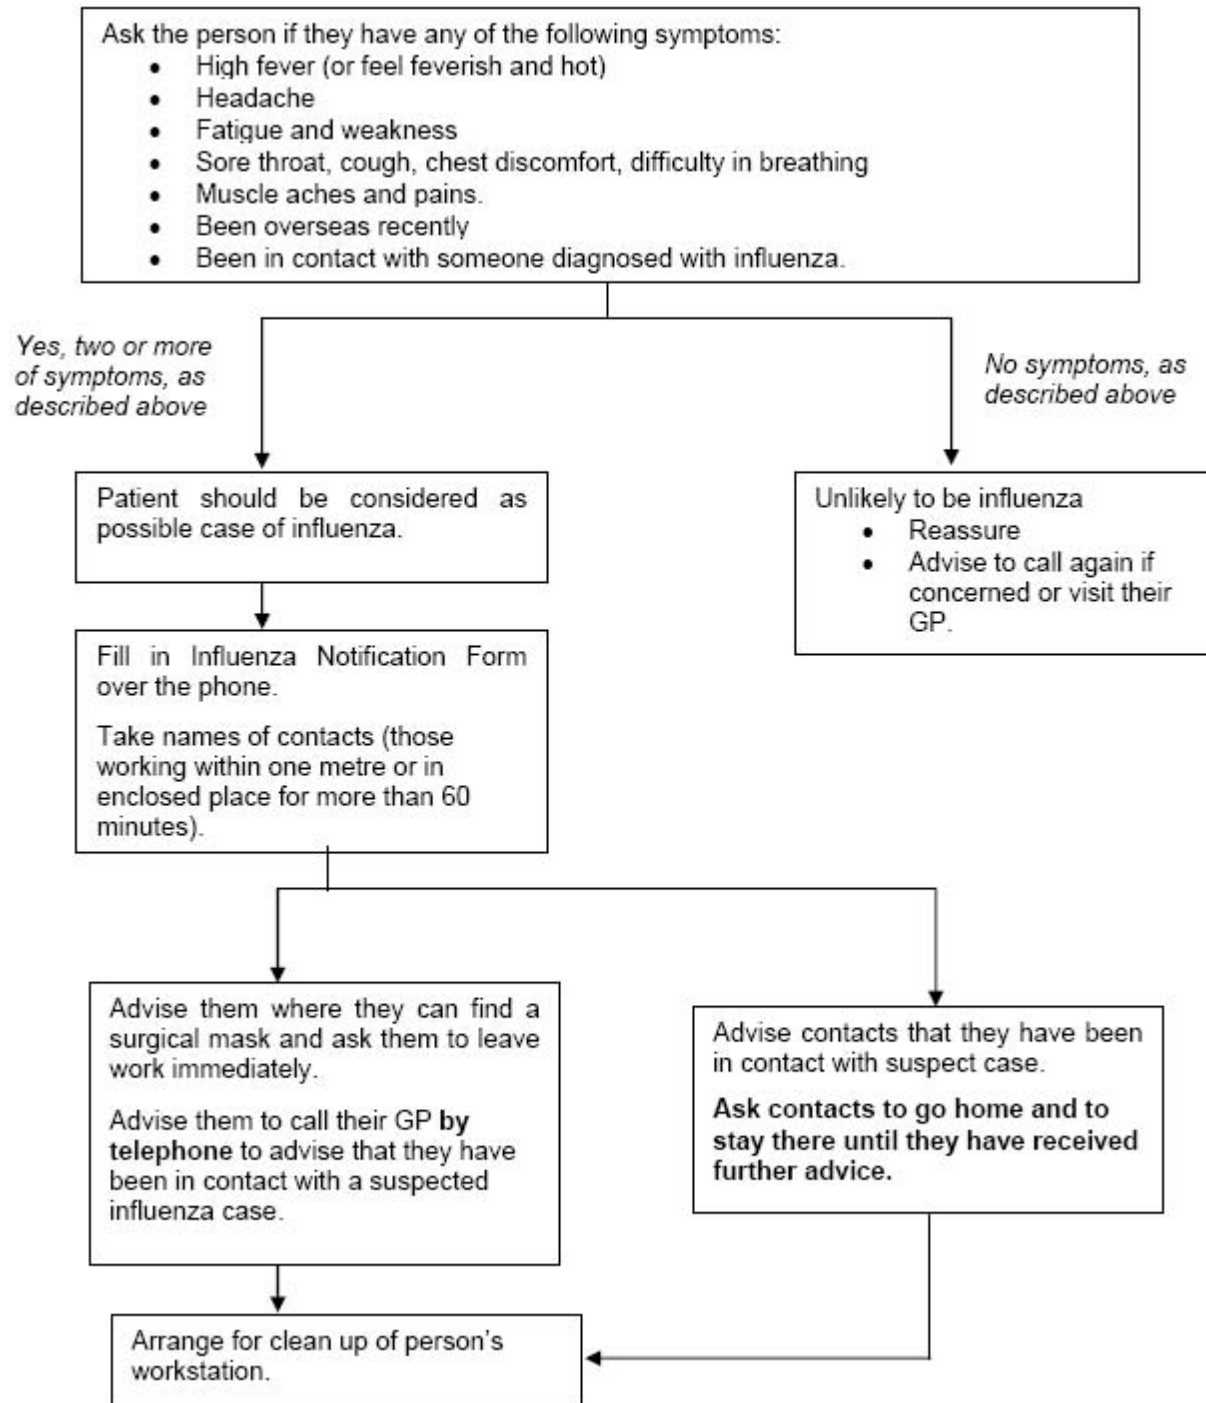 Ask the person if they have any of the following symptoms:
• High fever (or feel feverish and hot)
• Headache
• Fatigue and weakness
• Sore throat, cough, chest discomfort, difficulty in breathing
• Muscle aches and pains.
• Been overseas recently
• Been in contact with someone diagnosed with influenza.
Yes, two or more
of symptoms, as
described above
No symptoms, as
described above
Patient should be considered as
possible case of influenza.
Unlikely to be influenza
• Reassure
• Advise to call again if
concerned or visit their
GP.
Fill in Influenza Notification Form
over the phone.
Take names of contacts (those
working within one metre or in
enclosed place for more than 60
minutes).
Advise them where they can find a
surgical mask and ask them to leave
work immediately.
Advise them to call their GP by
telephone to advise that they have
been in contact with a suspected
influenza case.
Advise contacts that they have been
in contact with suspect case.
Ask contacts to go home and to
stay there until they have received
further advice.
Arrange for clean up of person's
workstation.